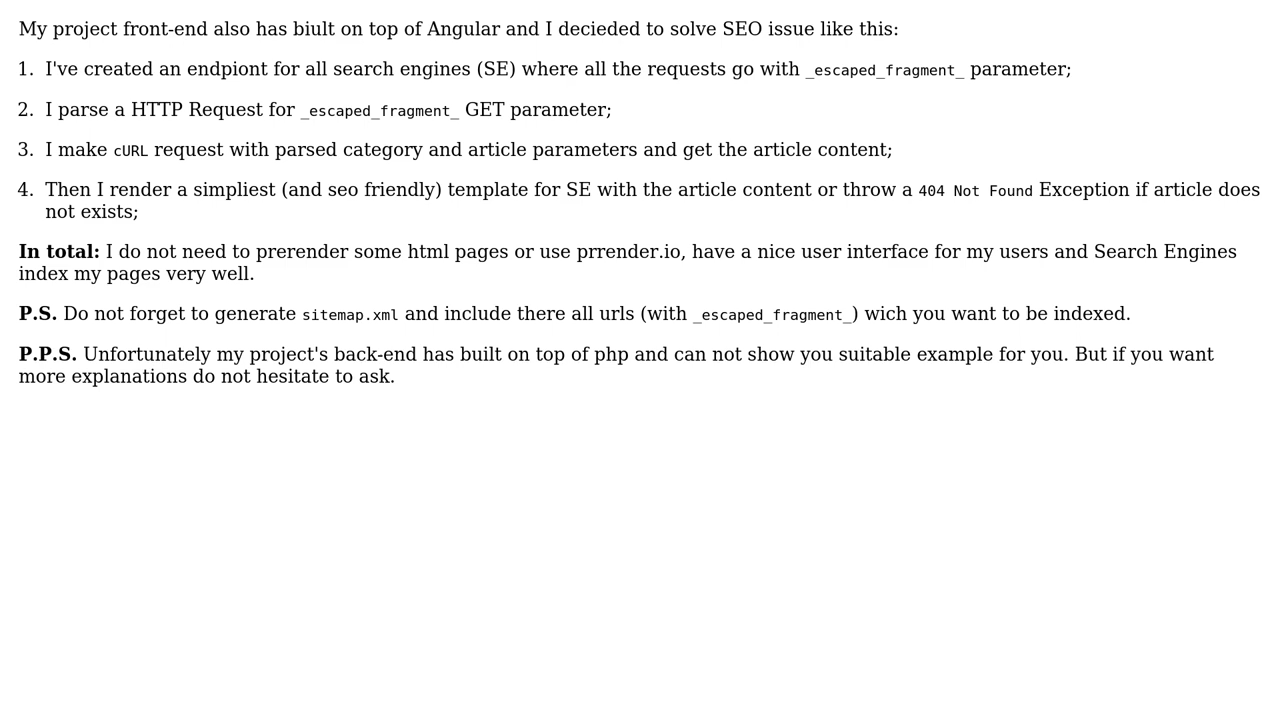 My project front-end also has biult on top of Angular and I decieded to solve SEO issue like this:
1. I've created an endpiont for all search engines (SE) where all the requests go with _escaped_fragment_ parameter;
2. I parse a HTTP Request for _escaped_fragment_ GET parameter;
3. I make cURL request with parsed category and article parameters and get the article content;
4. Then I render a simpliest (and seo friendly) template for SE with the article content or throw a 404 Not Found Exception if article does
not exists;
In total: I do not need to prerender some html pages or use prrender.io, have a nice user interface for my users and Search Engines
index my pages very well.
P.S. Do not forget to generate sitemap.xml and include there all urls (with _escaped_fragment_) wich you want to be indexed.
P.P.S. Unfortunately my project's back-end has built on top of php and can not show you suitable example for you. But if you want
more explanations do not hesitate to ask.